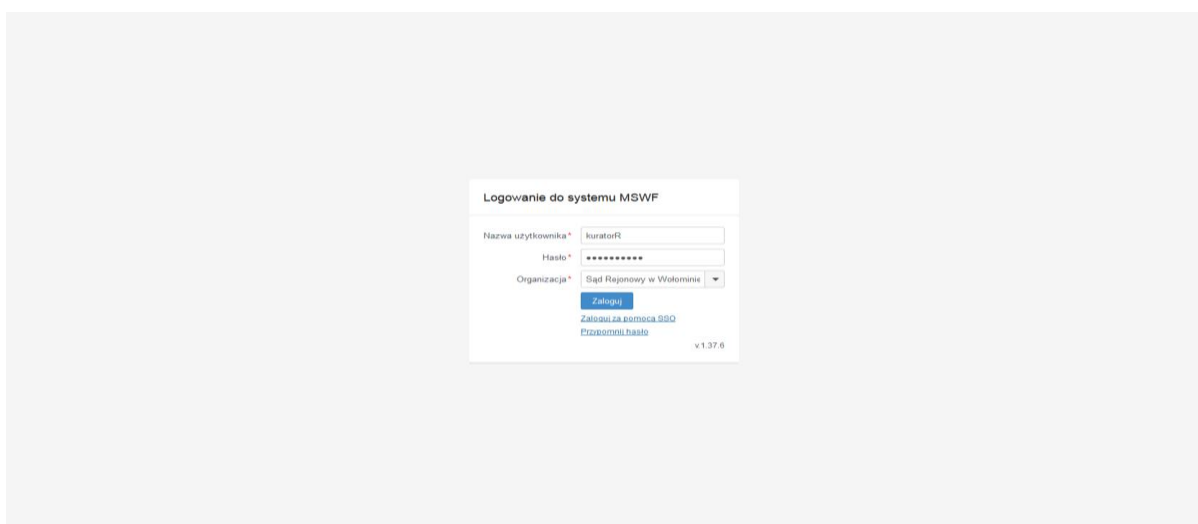 Logowanie do systemu MSWF
Nazwa użytkownika* kuratorR
Hasło* ●●●●●●●●●●
Organizacja* Sąd Rejonowy w Wołominie
Zaloguj
Zaloguj za pomocą SSO
Przypomnij hasło
v.1.37.6